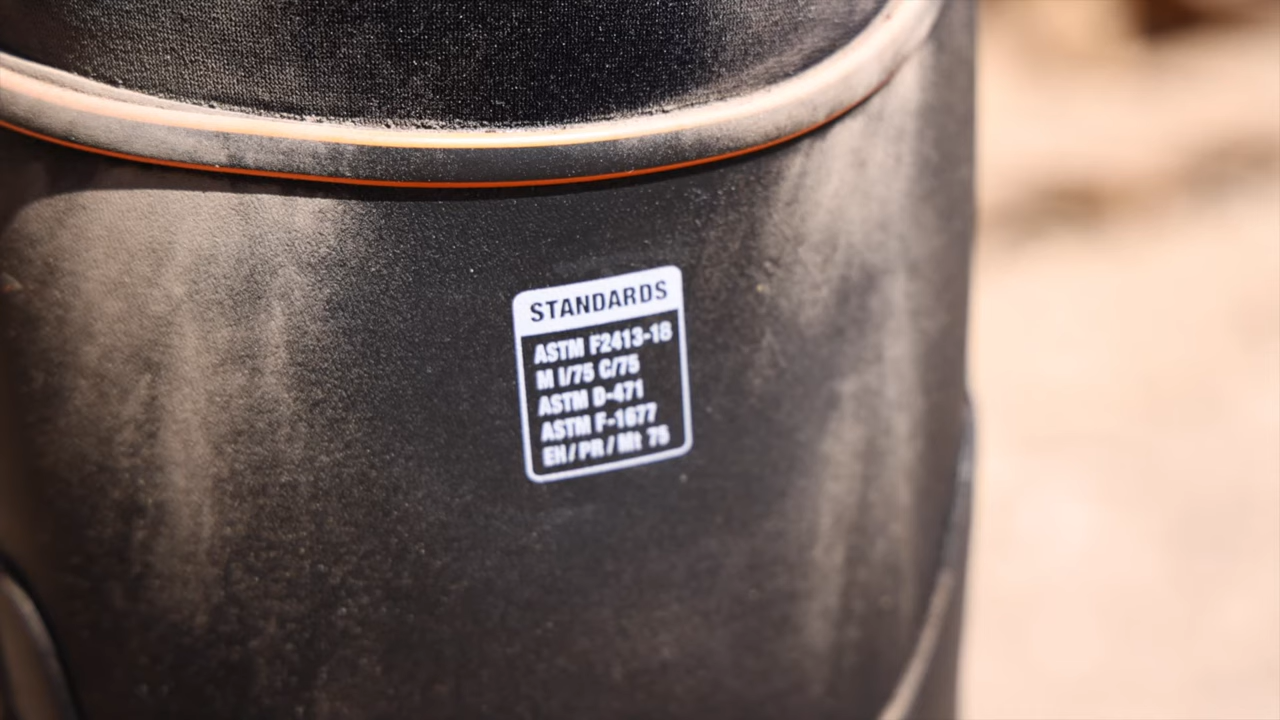 STANDARDS
ASTM F2413-18
M I/75 C/75
ASTM D-471
ASTM F-1677
EH / PR / Mt 75